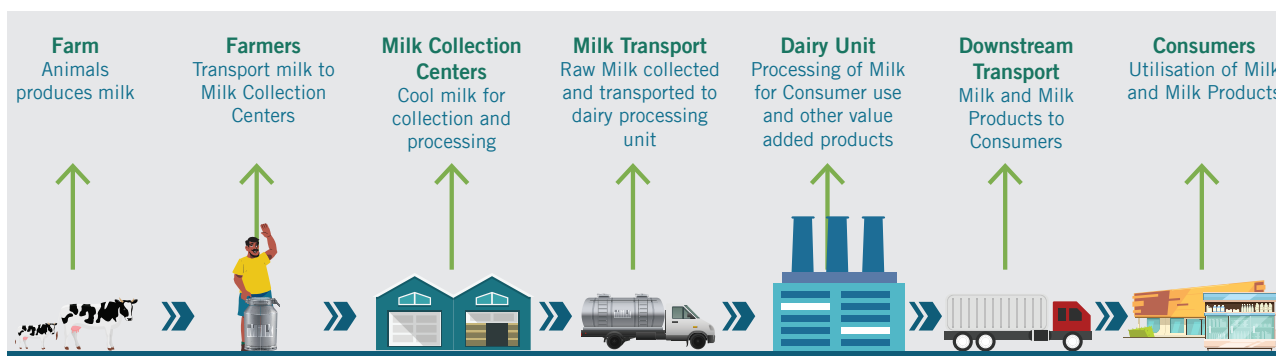 Farm
Animals
produces milk
Farmers
Transport milk to
Milk Collection
Centers
Milk Collection
Centers
Cool milk for
collection and
processing
Milk Transport
Raw Milk collected
and transported to
dairy processing
unit
Dairy Unit
Processing of Milk
for Consumer use
and other value
added products
Downstream
Transport
Milk and Milk
Products to
Consumers
Consumers
Utilisation of Milk
and Milk Products